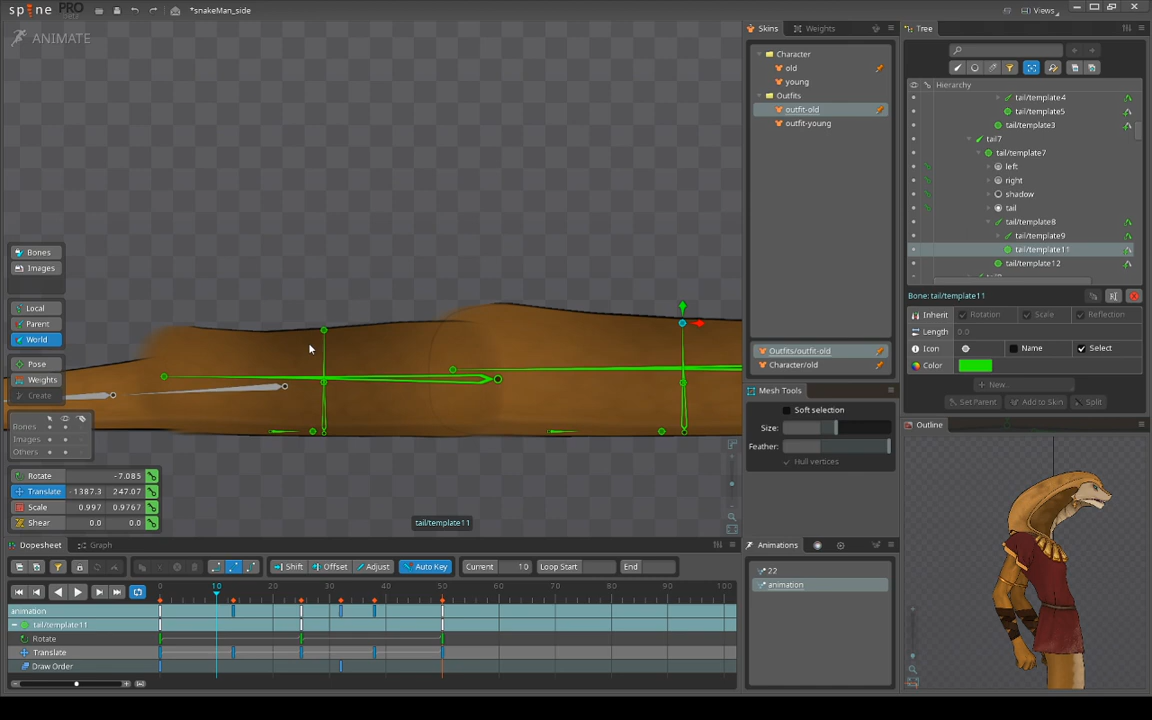 spine PRO Beta *snakeMan_side Views
ANIMATE
Skins Weights Tree
Character
old
young
Outfits
outfit-old
outfit-young
Hierarchy
tail/template4
tail/template5
tail/template3
tail7
tail/template7
left
right
shadow
tail
tail/template8
tail/template9
tail/template11
tail/template12
Bones
Images
Local
Parent
World
Pose
Weights
Create
Bones
Images
Others
Rotate -7.085
Translate -1387.3 247.07
Scale 0.997 0.9767
Shear 0.0 0.0
tail/template11
Outfits/outfit-old
Character/old
Mesh Tools
Soft selection
Size:
Feather:
Hull vertices
Bone: tail/template11
Inherit Rotation Scale Reflection
Length 0.0
Icon Name Select
Color
New...
Set Parent Add to Skin Split
Outline
Dopesheet Graph
Shift Offset Adjust Auto Key Current 10 Loop Start End
0 10 20 30 40 50 60 70 80 90 100
animation
tail/template11
Rotate
Translate
Draw Order
Animations
22
animation